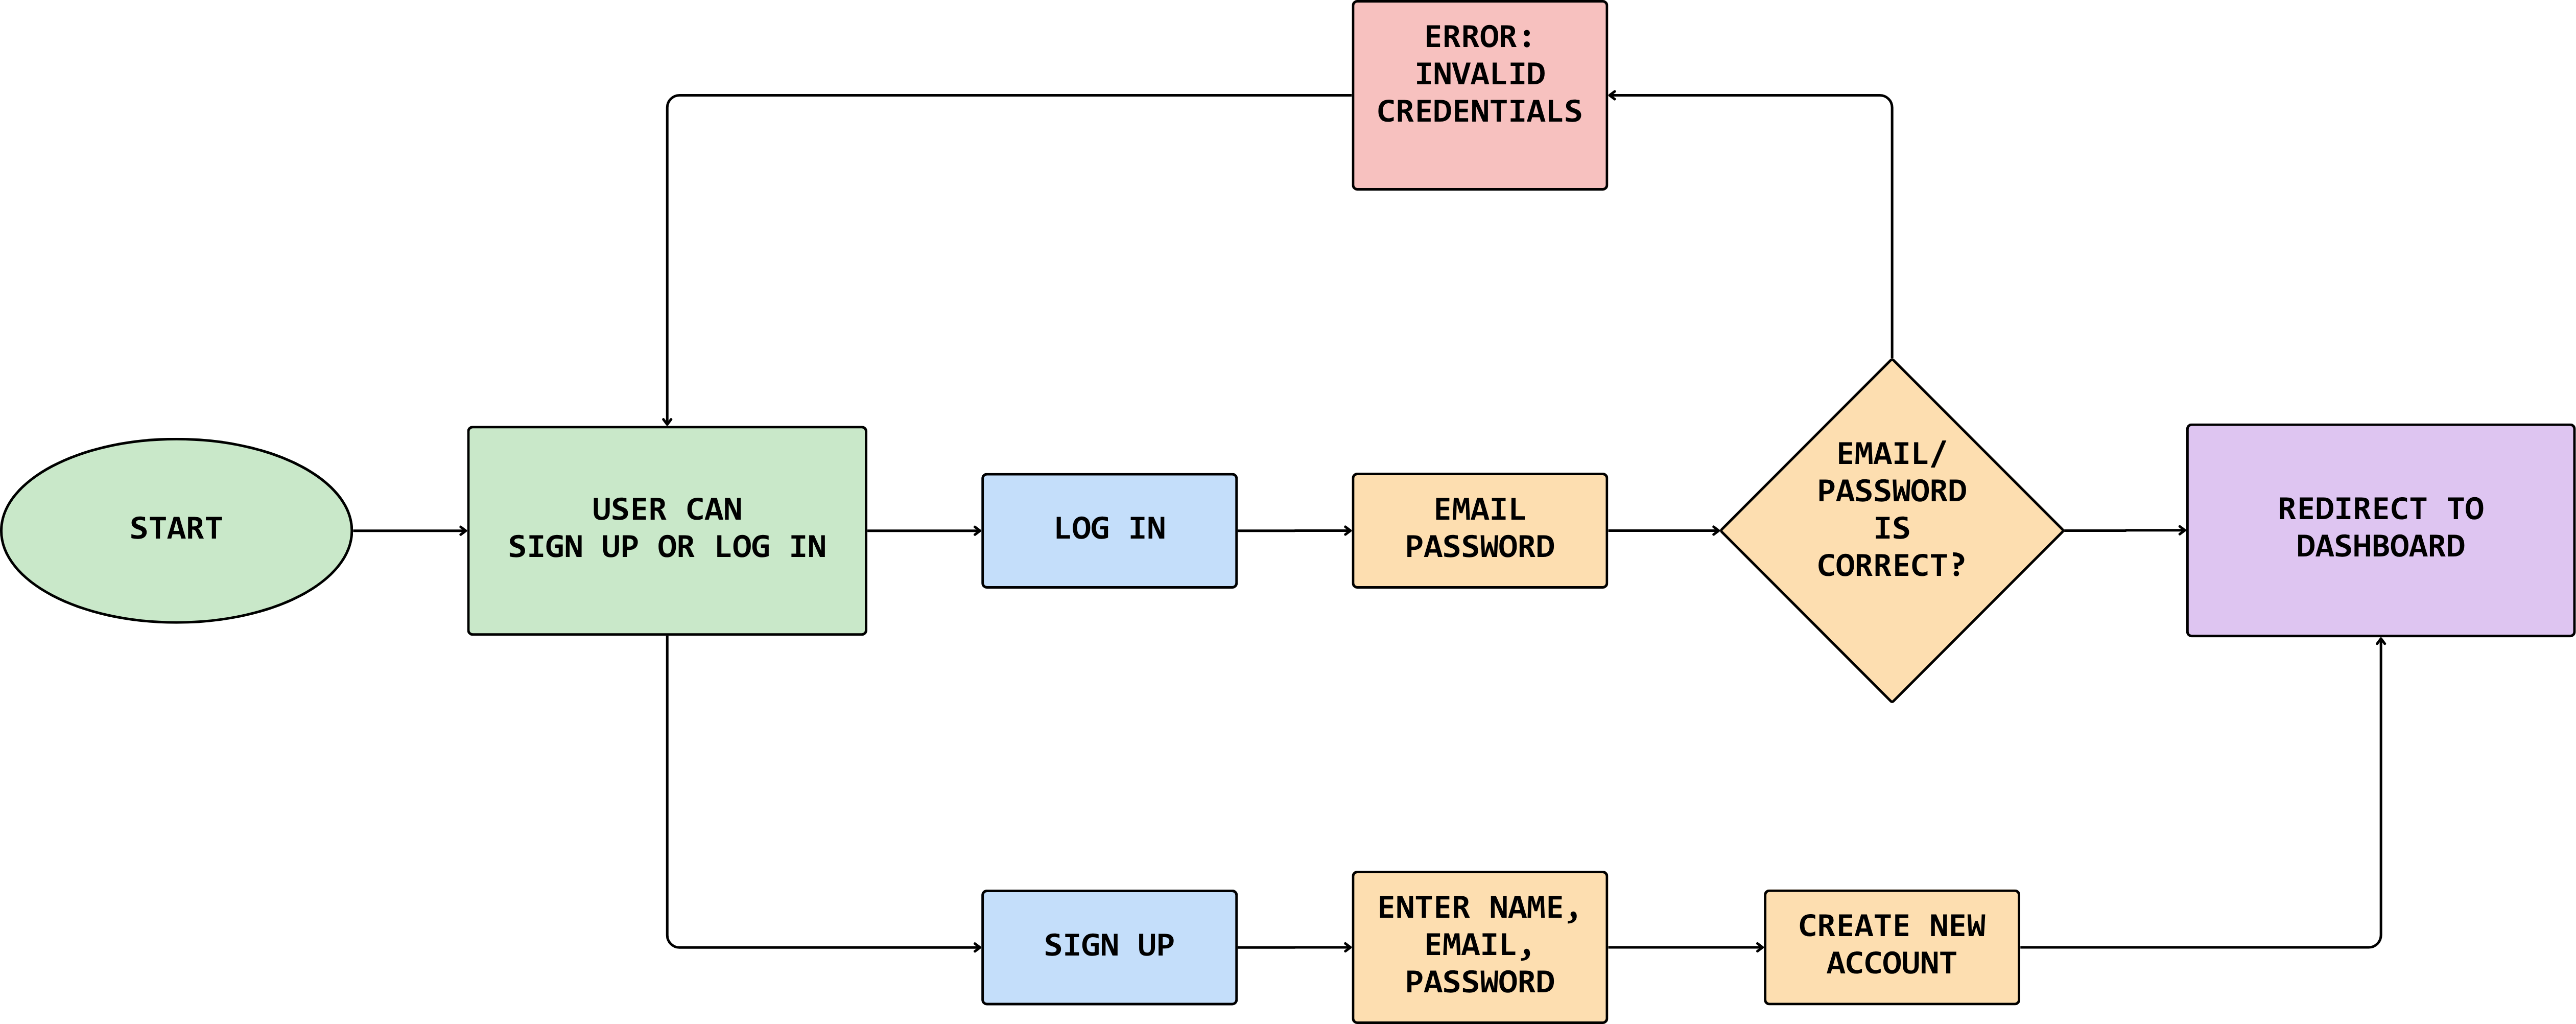 ERROR:
INVALID
CREDENTIALS
START
USER CAN
SIGN UP OR LOG IN
LOG IN
EMAIL
PASSWORD
EMAIL/
PASSWORD
IS
CORRECT?
REDIRECT TO
DASHBOARD
SIGN UP
ENTER NAME,
EMAIL,
PASSWORD
CREATE NEW
ACCOUNT